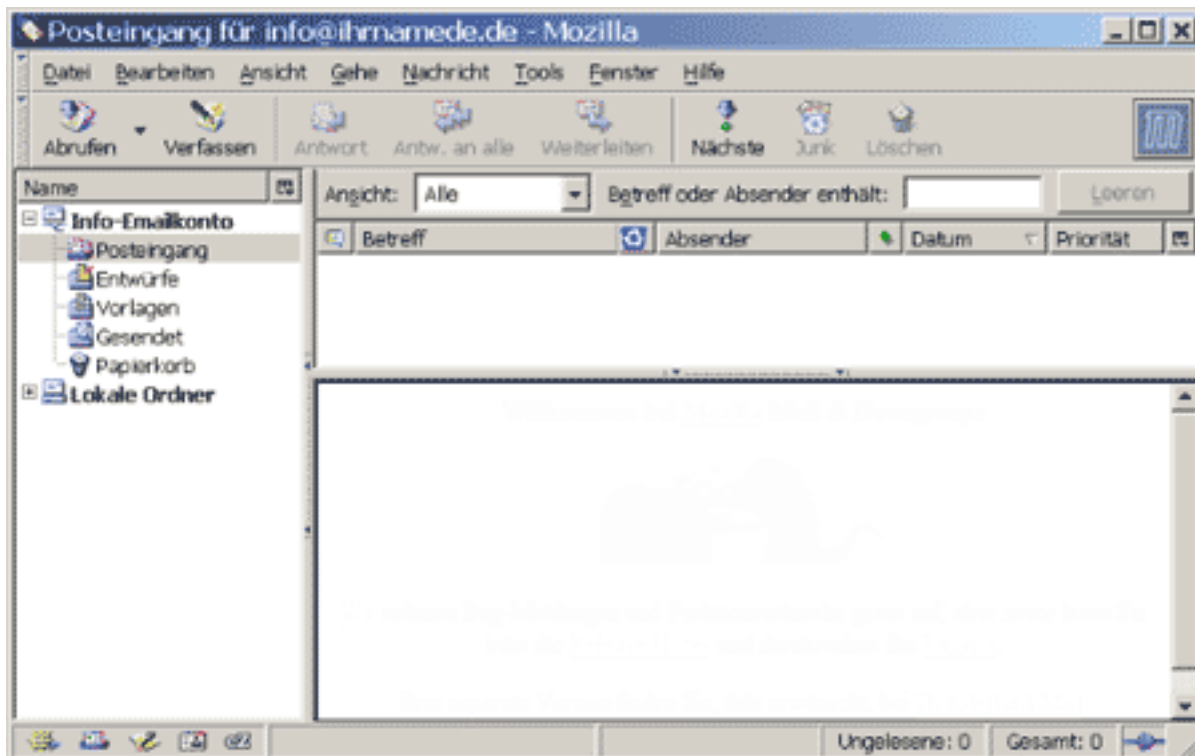 Posteingang für info@ihrnamede.de - Mozilla
Datei Bearbeiten Ansicht Gehe Nachricht Tools Fenster Hilfe
Abrufen Verfassen Antwort Antw. an alle Weiterleiten Nächste Junk Löschen
Name
Ansicht: Alle Betreff oder Absender enthält: Leeren
Info-Emailkonto
Betreff Absender Datum Priorität
Posteingang
Entwürfe
Vorlagen
Gesendet
Papierkorb
Lokale Ordner
Ungelesene: 0 Gesamt: 0